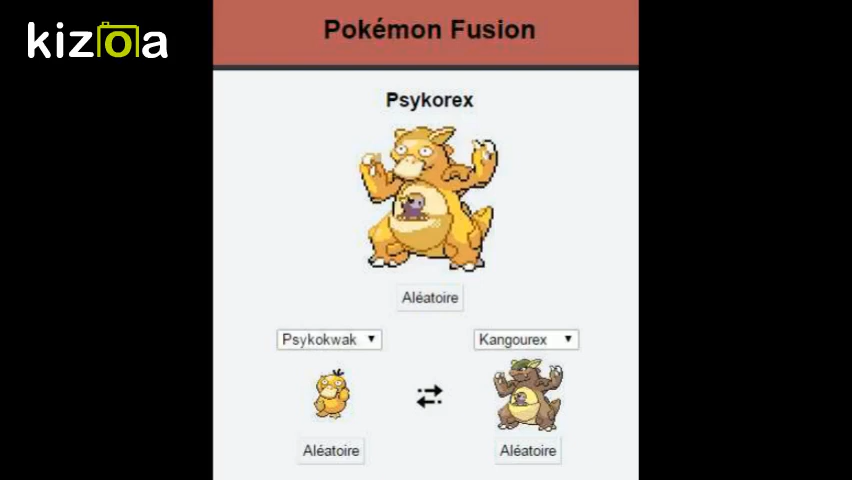 kizoa
Pokémon Fusion
Psykorex
Aléatoire
Psykokwak
Kangourex
Aléatoire
Aléatoire